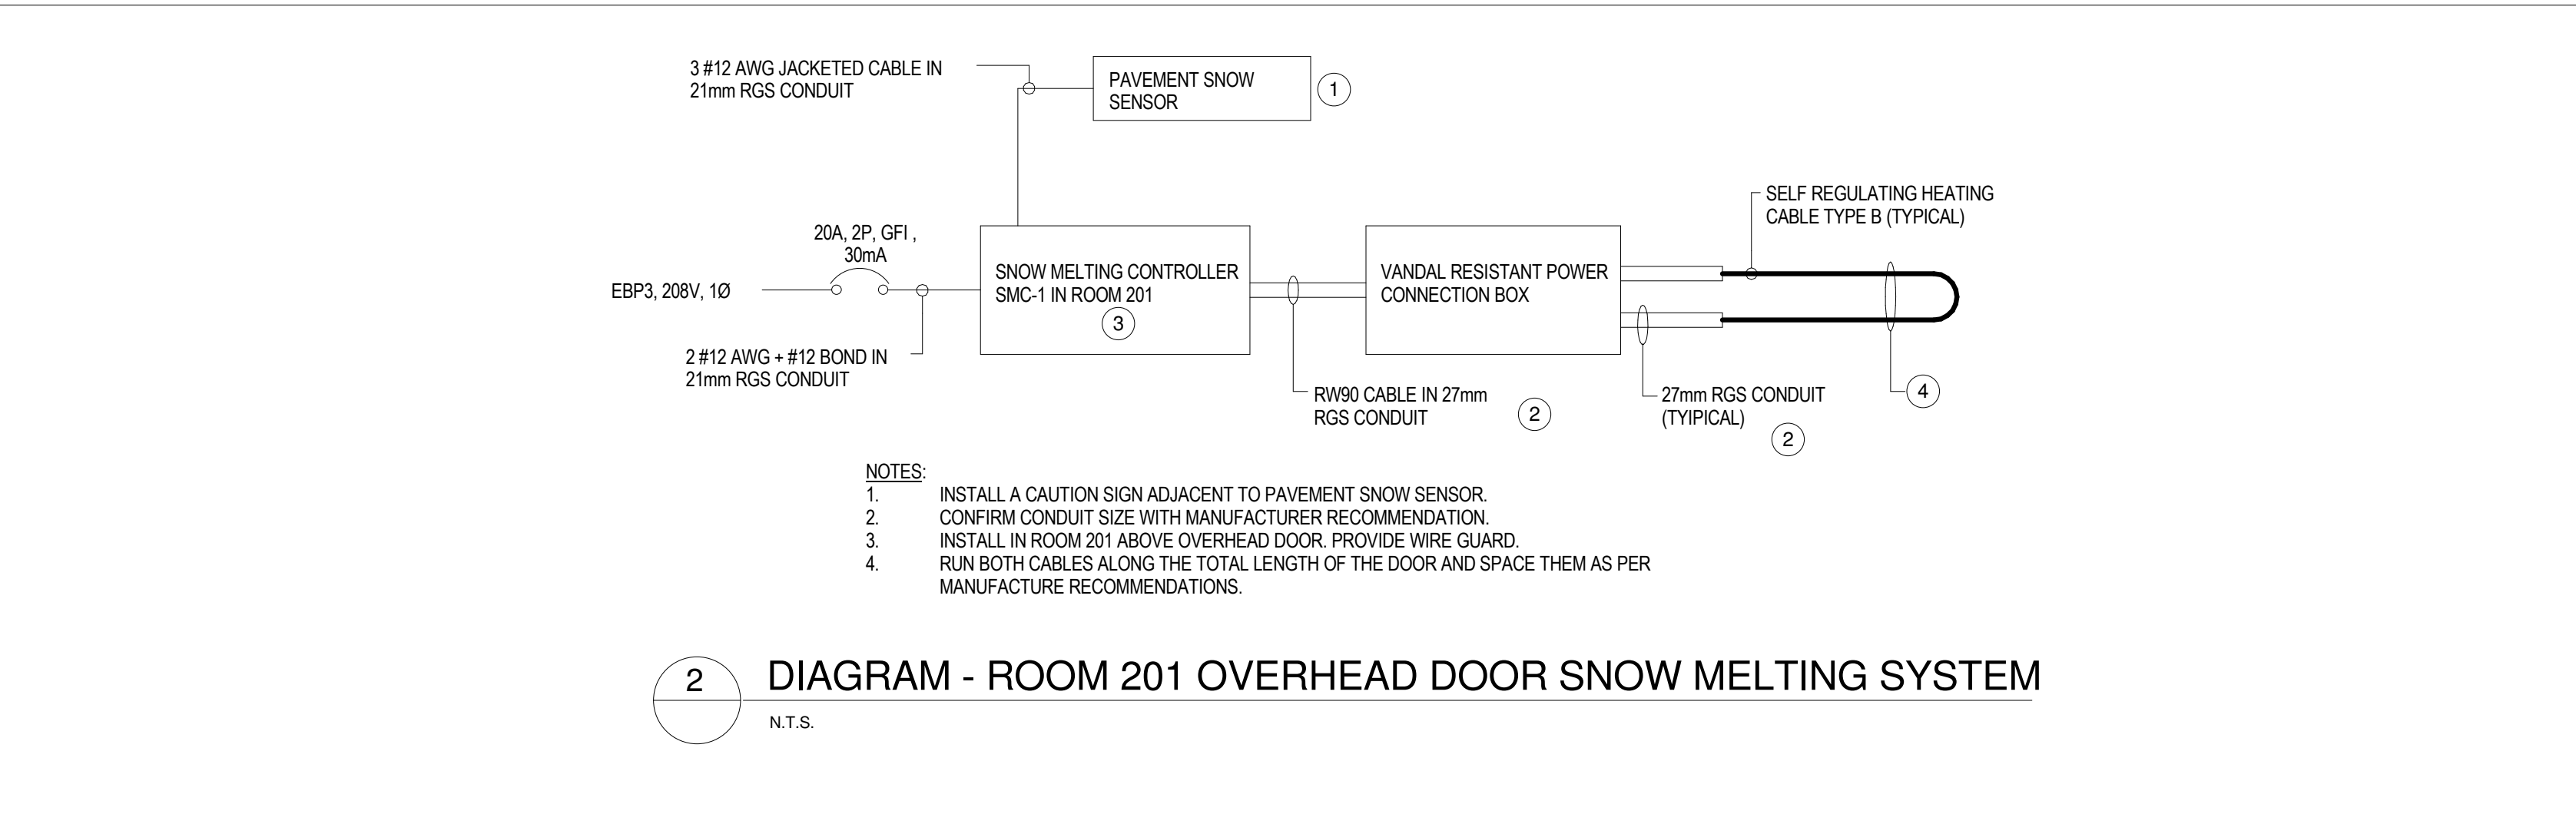 3 #12 AWG JACKETED CABLE IN
21mm RGS CONDUIT
PAVEMENT SNOW
SENSOR
1
SELF REGULATING HEATING
CABLE TYPE B (TYPICAL)
20A, 2P, GFI ,
30mA
EBP3, 208V, 1Ø
SNOW MELTING CONTROLLER
SMC-1 IN ROOM 201
3
VANDAL RESISTANT POWER
CONNECTION BOX
2 #12 AWG + #12 BOND IN
21mm RGS CONDUIT
RW90 CABLE IN 27mm
RGS CONDUIT
2
27mm RGS CONDUIT
(TYIPICAL)
2
4
NOTES:
1. INSTALL A CAUTION SIGN ADJACENT TO PAVEMENT SNOW SENSOR.
2. CONFIRM CONDUIT SIZE WITH MANUFACTURER RECOMMENDATION.
3. INSTALL IN ROOM 201 ABOVE OVERHEAD DOOR. PROVIDE WIRE GUARD.
4. RUN BOTH CABLES ALONG THE TOTAL LENGTH OF THE DOOR AND SPACE THEM AS PER
MANUFACTURE RECOMMENDATIONS.
2
DIAGRAM - ROOM 201 OVERHEAD DOOR SNOW MELTING SYSTEM
N.T.S.